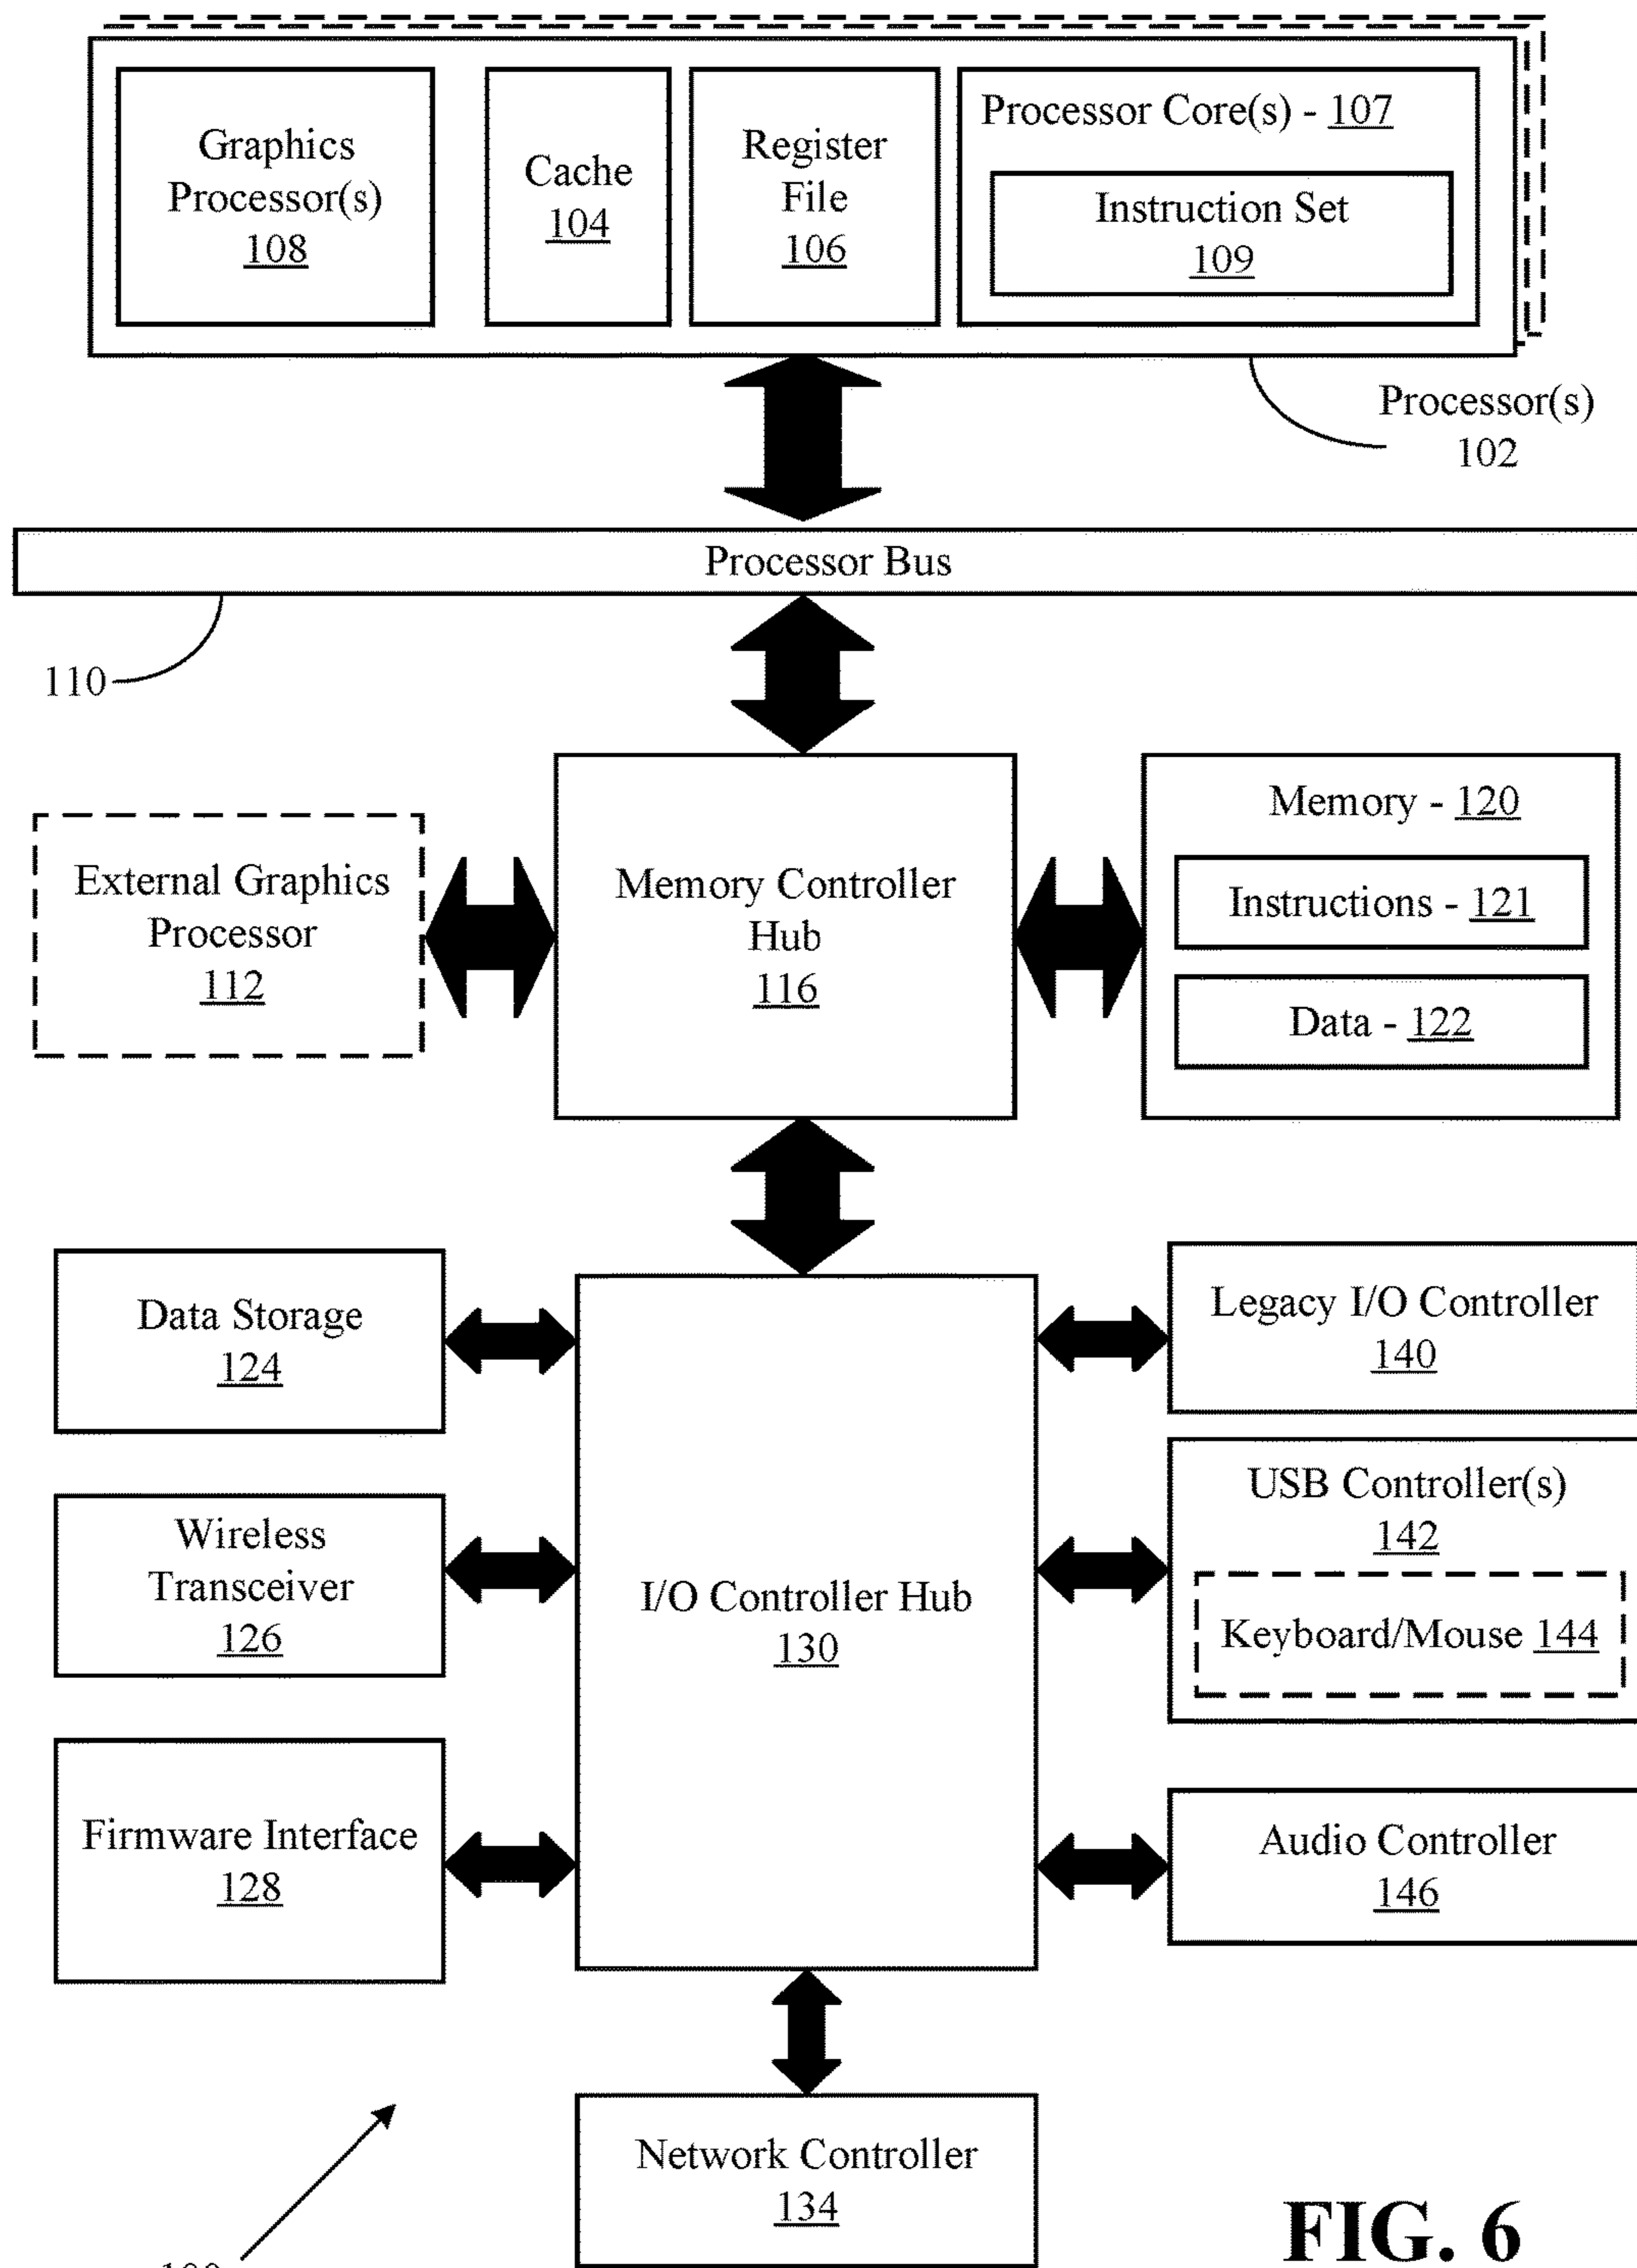 Graphics
Processor(s)
108
Cache
104
Register
File
106
Processor Core(s) - 107
Instruction Set
109
Processor(s)
102
Processor Bus
110
External Graphics
Processor
112
Memory Controller
Hub
116
Memory - 120
Instructions - 121
Data - 122
Data Storage
124
Wireless
Transceiver
126
Firmware Interface
128
I/O Controller Hub
130
Legacy I/O Controller
140
USB Controller(s)
142
Keyboard/Mouse 144
Audio Controller
146
Network Controller
134
FIG. 6